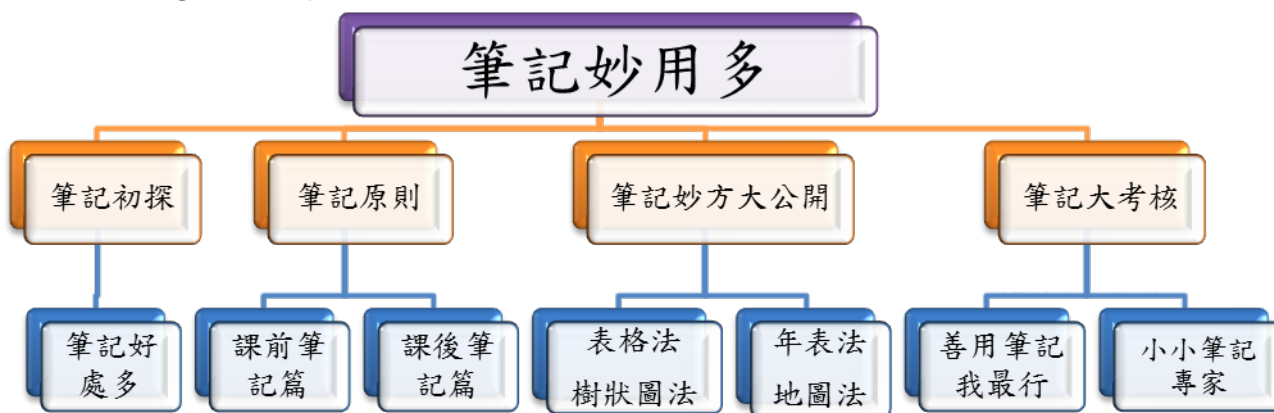 筆記妙用多
筆記初探
筆記原則
筆記妙方大公開
筆記大考核
筆記好
處多
課前筆
記篇
課後筆
記篇
表格法
樹狀圖法
年表法
地圖法
善用筆記
我最行
小小筆記
專家